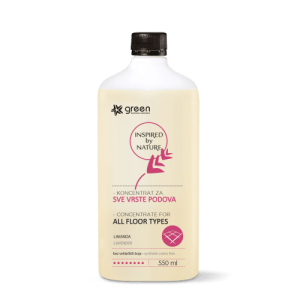 green
INSPIRED
by
NATURE
- KONCENTRAT ZA
SVE VRSTE PODOVA
- CONCENTRATE FOR
ALL FLOOR TYPES
LAVANDA
LAVENDER
550 ml